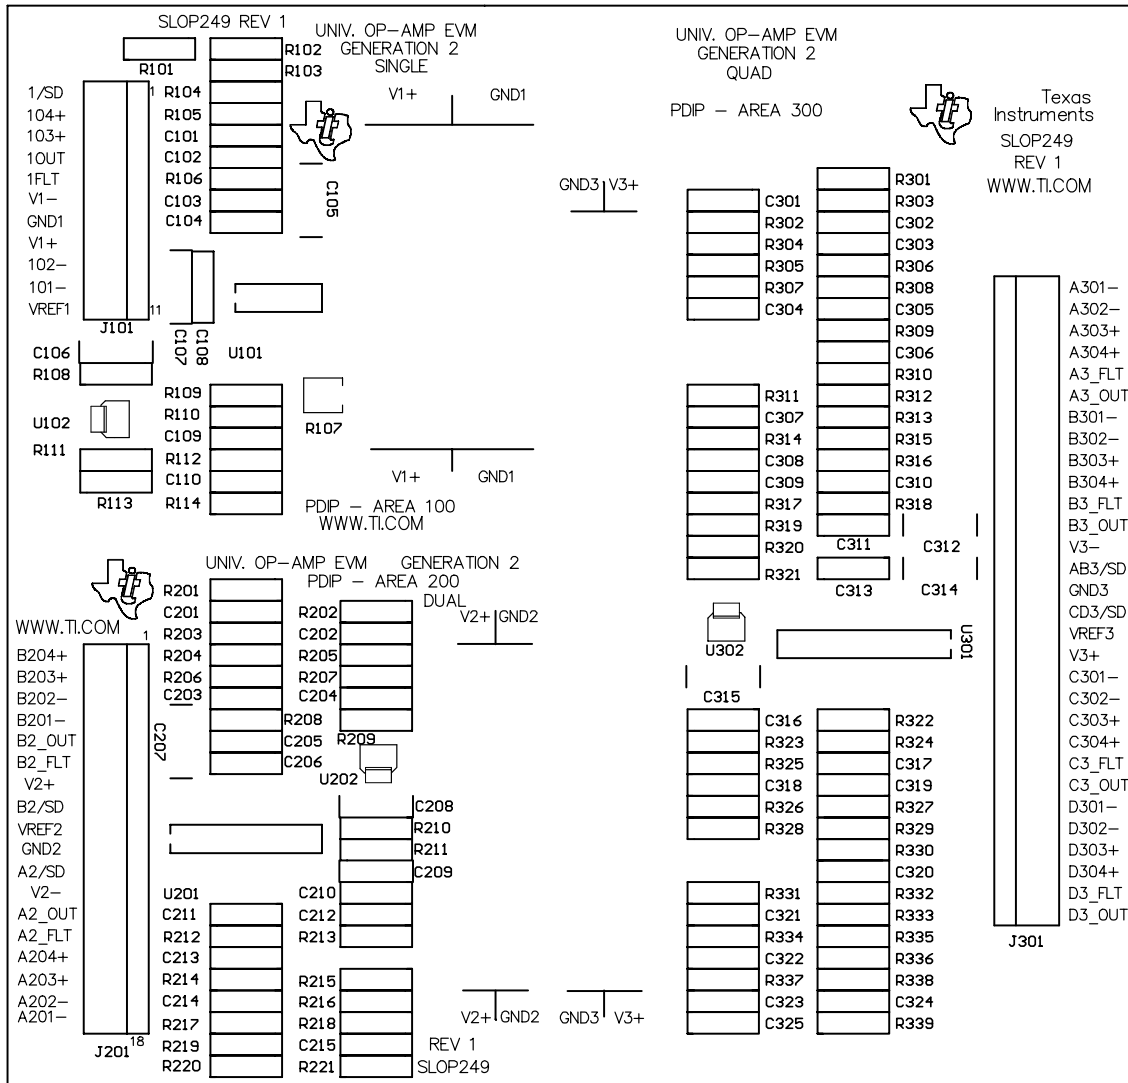 SLOP249 REV 1
UNIV. OP-AMP EVM
GENERATION 2
SINGLE
R101
R102
R103
R104
R105
C101
C102
R106
C103
C104
C105
V1+ GND1
1/SD
104+
103+
1OUT
1FLT
V1-
GND1
V1+
102-
101-
VREF1
1
11
J101
C107
C108
U101
C106
R108
U102
R111
R113
R109
R110
C109
R112
C110
R114
R107
V1+ GND1
PDIP - AREA 100
WWW.TI.COM
UNIV. OP-AMP EVM GENERATION 2
PDIP - AREA 200
DUAL
WWW.TI.COM
1
B204+
B203+
B202-
B201-
B2_OUT
B2_FLT
V2+
B2/SD
VREF2
GND2
A2/SD
V2-
A2_OUT
A2_FLT
A204+
A203+
A202-
A201-
18
J201
R201
C201
R203
R204
R206
C203
R208
C205
C206
C207
R202
C202
R205
R207
C204
R209
U202
V2+ GND2
C208
R210
R211
C209
U201
C211
R212
C213
R214
C214
R217
R219
R220
C210
C212
R213
R215
R216
R218
C215
R221
V2+ GND2
REV 1
SLOP249
UNIV. OP-AMP EVM
GENERATION 2
QUAD
PDIP - AREA 300
Texas
Instruments
SLOP249
REV 1
WWW.TI.COM
GND3 V3+
C301
R302
R304
R305
R307
C304
R301
R303
C302
C303
R306
R308
C305
R309
C306
R310
R312
R313
R315
R316
C310
R318
R311
C307
R314
C308
C309
R317
R319
R320
R321
C311
C312
C313
C314
U302
U301
C315
C316
R323
R325
C318
R326
R328
R322
R324
C317
C319
R327
R329
R330
C320
R332
R333
R335
R336
R338
C324
R339
R331
C321
R334
C322
R337
C323
C325
GND3 V3+
A301-
A302-
A303+
A304+
A3_FLT
A3_OUT
B301-
B302-
B303+
B304+
B3_FLT
B3_OUT
V3-
AB3/SD
GND3
CD3/SD
VREF3
V3+
C301-
C302-
C303+
C304+
C3_FLT
C3_OUT
D301-
D302-
D303+
D304+
D3_FLT
D3_OUT
J301